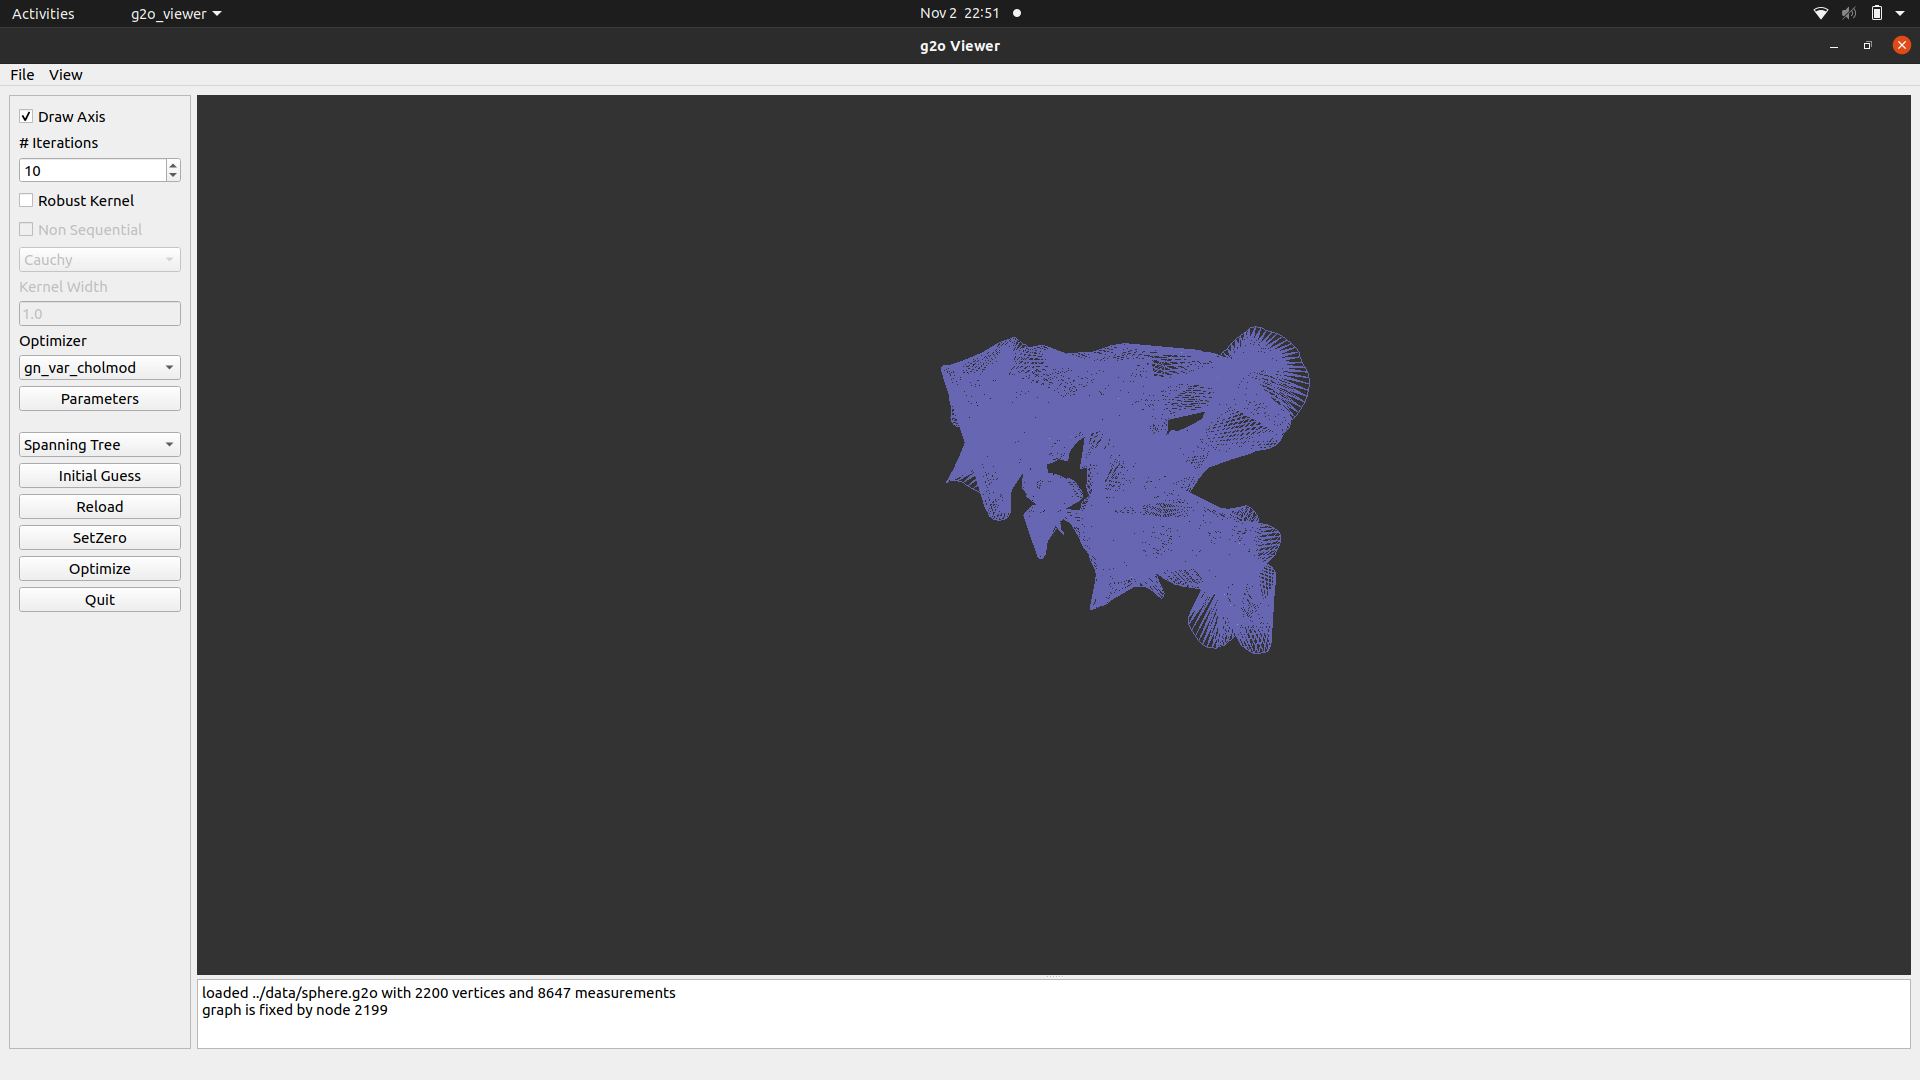 Activities g2o_viewer Nov 2 22:51
g2o Viewer
File View
Draw Axis
# Iterations
10
Robust Kernel
Non Sequential
Cauchy
Kernel Width
1.0
Optimizer
gn_var_cholmod
Parameters
Spanning Tree
Initial Guess
Reload
SetZero
Optimize
Quit
loaded ../data/sphere.g2o with 2200 vertices and 8647 measurements
graph is fixed by node 2199